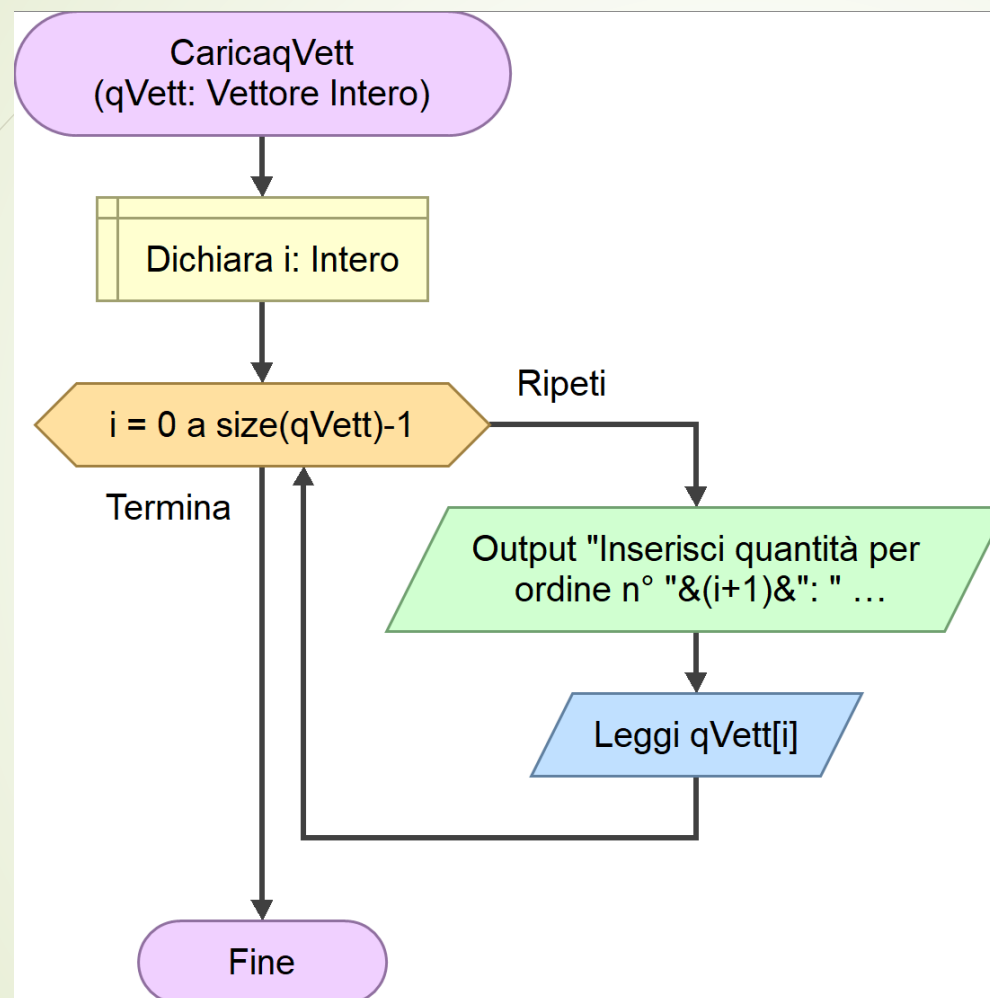 CaricaqVett
(qVett: Vettore Intero)
Dichiara i: Intero
i = 0 a size(qVett)-1
Ripeti
Termina
Output "Inserisci quantità per
ordine n° "&(i+1)&": " …
Leggi qVett[i]
Fine